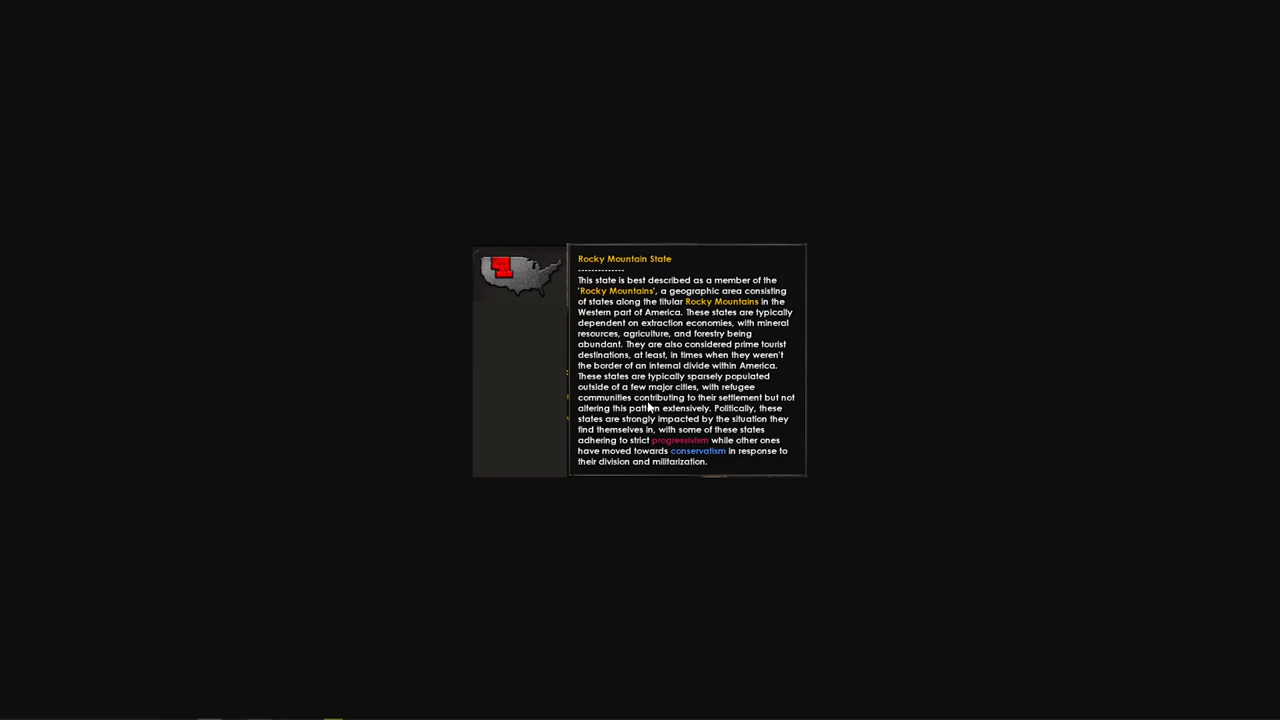 Rocky Mountain State
--------------
This state is best described as a member of the
'Rocky Mountains', a geographic area consisting
of states along the titular Rocky Mountains in the
Western part of America. These states are typically
dependent on extraction economies, with mineral
resources, agriculture, and forestry being
abundant. They are also considered prime tourist
destinations, at least, in times when they weren't
the border of an internal divide within America.
These states are typically sparsely populated
outside of a few major cities, with refugee
communities contributing to their settlement but not
altering this pattern extensively. Politically, these
states are strongly impacted by the situation they
find themselves in, with some of these states
adhering to strict progressivism while other ones
have moved towards conservatism in response to
their division and militarization.